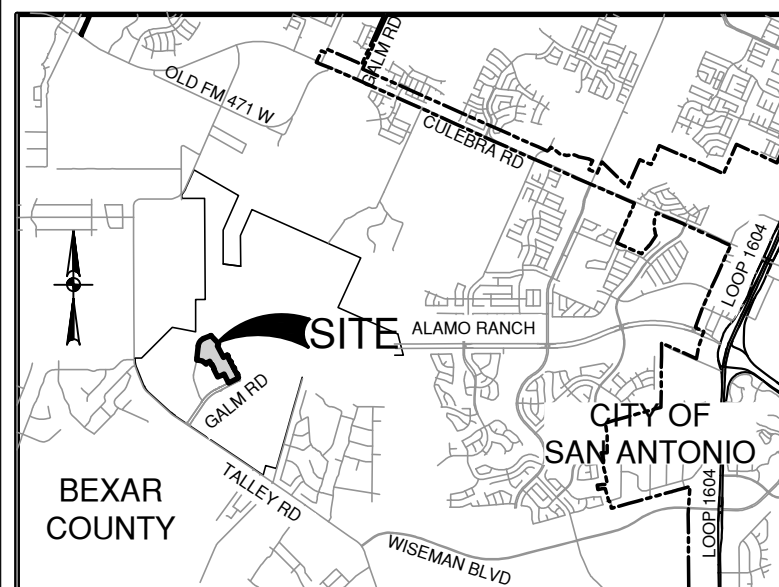 GALM RD
OLD FM 471 W
CULEBRA RD
LOOP 1604
SITE
ALAMO RANCH
GALM RD
CITY OF
SAN ANTONIO
TALLEY RD
BEXAR
COUNTY
LOOP 1604
WISEMAN BLVD